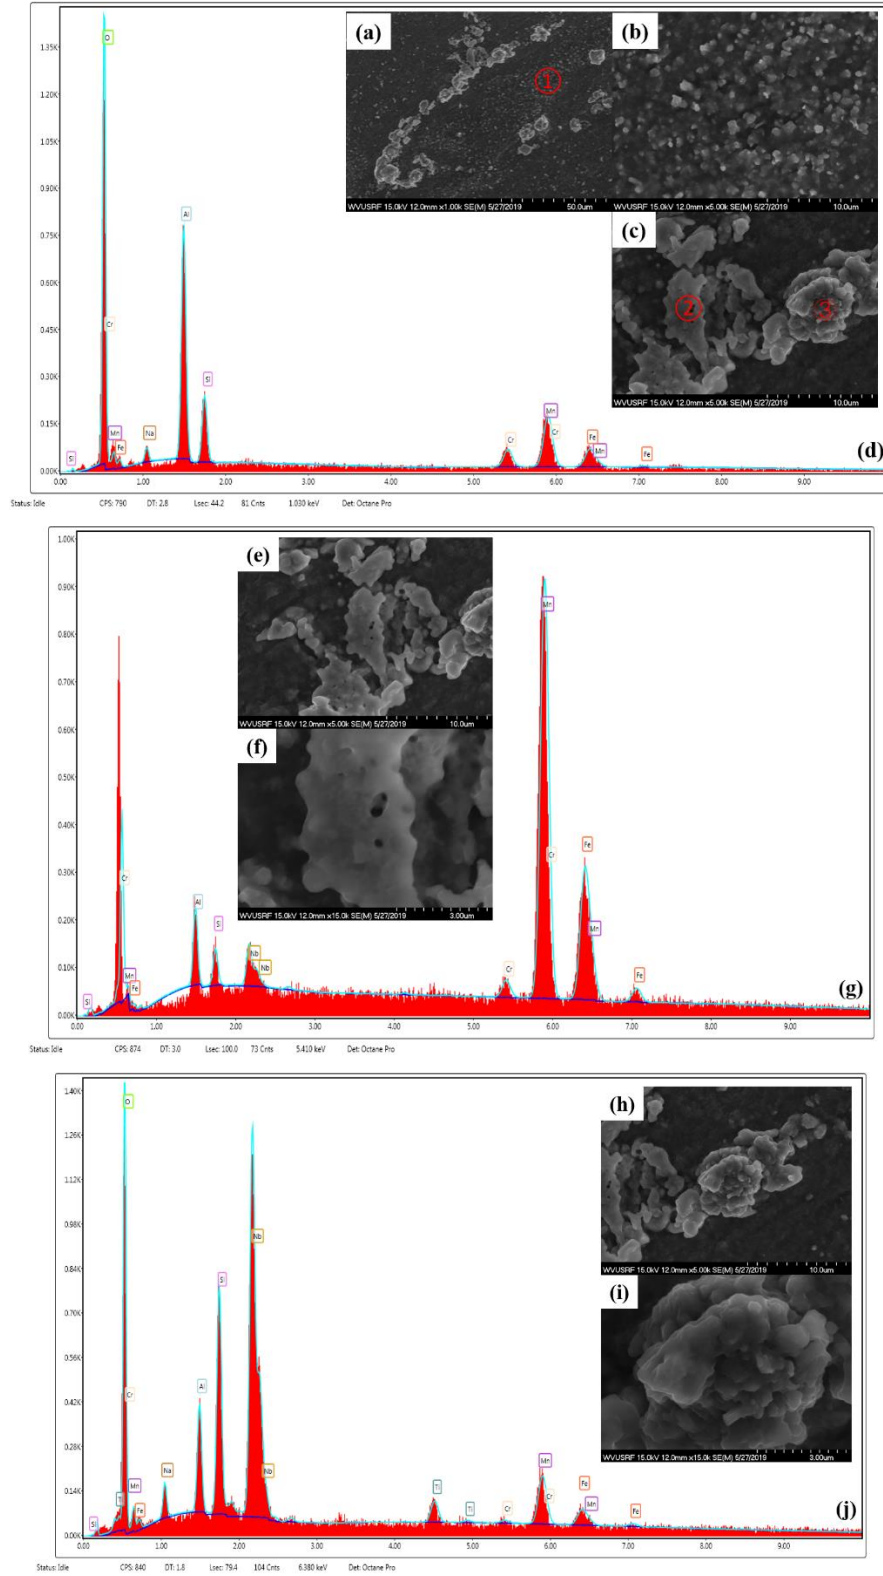 1.35K
1.20K
1.05K
0.90K
0.75K
0.60K
0.45K
0.30K
0.15K
0.00K
O
Cr
Mn
Fe
Si
Na
Al
Si
Cr
Mn
Cr
Fe
Mn
Fe
(a)
①
WVUSRF 15.0kV 12.0mm x1.00k SE(M) 5/27/2019 50.0um
(b)
WVUSRF 15.0kV 12.0mm x5.00k SE(M) 5/27/2019 10.0um
(c)
②
③
WVUSRF 15.0kV 12.0mm x5.00k SE(M) 5/27/2019 10.0um
(d)
0.00 1.00 2.00 3.00 4.00 5.00 6.00 7.00 8.00 9.00
Status: Idle CPS: 790 DT: 2.8 Lsec: 44.2 81 Cnts 1.030 keV Det: Octane Pro
1.00K
0.90K
0.80K
0.70K
0.60K
0.50K
0.40K
0.30K
0.20K
0.10K
0.00K
Cr
Mn
Fe
Si
Al
Si
Nb
Nb
Cr
Mn
Cr
Fe
Mn
Fe
(e)
WVUSRF 15.0kV 12.0mm x5.00k SE(M) 5/27/2019 10.0um
(f)
WVUSRF 15.0kV 12.0mm x15.0k SE(M) 5/27/2019 3.00um
(g)
0.00 1.00 2.00 3.00 4.00 5.00 6.00 7.00 8.00 9.00
Status: Idle CPS: 874 DT: 3.0 Lsec: 100.0 73 Cnts 5.410 keV Det: Octane Pro
1.40K
1.26K
1.12K
0.98K
0.84K
0.70K
0.56K
0.42K
0.28K
0.14K
0.00K
O
Cr
Ti
Mn
Fe
Si
Na
Al
Si
Nb
Nb
Ti
Ti
Cr
Mn
Cr
Fe
Mn
Fe
(h)
WVUSRF 15.0kV 12.0mm x5.00k SE(M) 5/27/2019 10.0um
(i)
WVUSRF 15.0kV 12.0mm x15.0k SE(M) 5/27/2019 3.00um
(j)
0.00 1.00 2.00 3.00 4.00 5.00 6.00 7.00 8.00 9.00
Status: Idle CPS: 840 DT: 1.8 Lsec: 79.4 104 Cnts 6.380 keV Det: Octane Pro